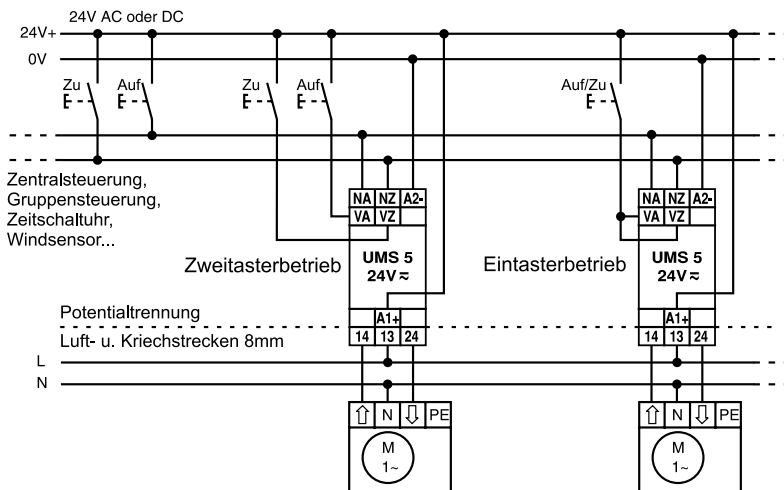 24V AC oder DC
24V+
0V
Zu
Auf
Zu
Auf
Auf/Zu
Zentralsteuerung,
Gruppensteuerung,
Zeitschaltuhr,
Windsensor...
NA NZ A2-
VA VZ
UMS 5
24V ≂
A1+
14 13 24
Zweitasterbetrieb
NA NZ A2-
VA VZ
UMS 5
24V ≂
A1+
14 13 24
Eintasterbetrieb
Potentialtrennung
Luft- u. Kriechstrecken 8mm
L
N
⇧ N ⇩ PE
M
1~
⇧ N ⇩ PE
M
1~